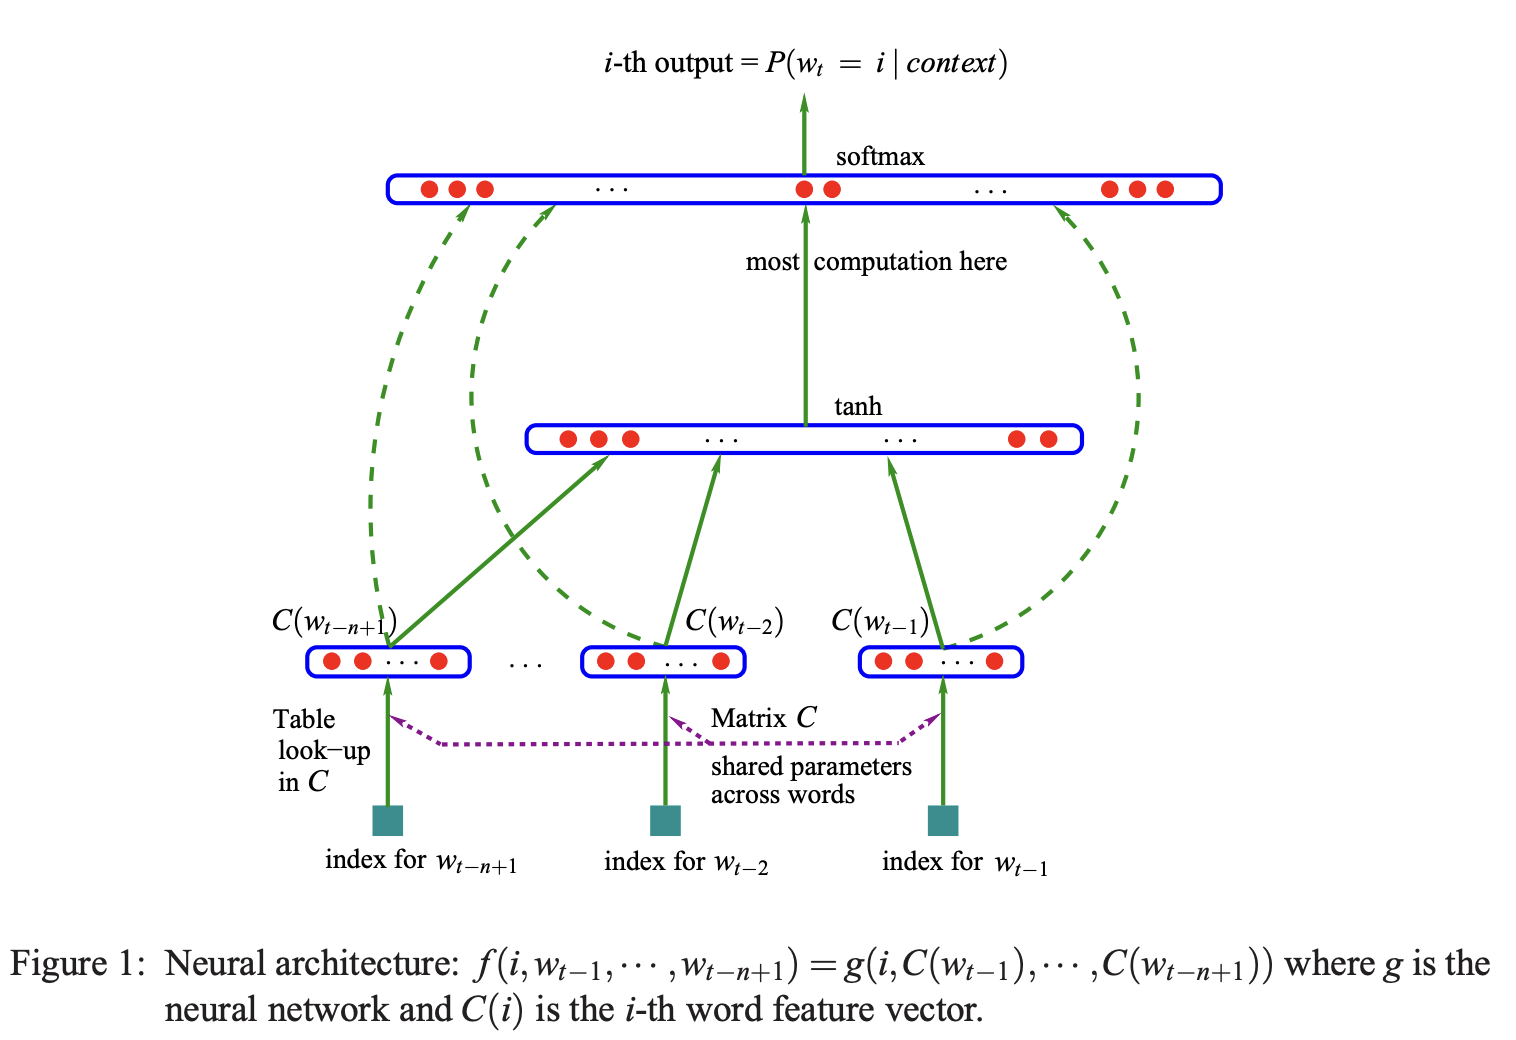 i-th output = P(w_t = i | context)
softmax
. . .
. . .
most computation here
tanh
. . .
. . .
C(w_{t−n+1})
C(w_{t−2})
C(w_{t−1})
. . .
. . .
. . .
. . .
Table
look−up
in C
Matrix C
shared parameters
across words
index for w_{t−n+1}
index for w_{t−2}
index for w_{t−1}
Figure 1: Neural architecture: f(i, w_{t−1}, ··· , w_{t−n+1}) = g(i, C(w_{t−1}), ··· , C(w_{t−n+1})) where g is the
neural network and C(i) is the i-th word feature vector.